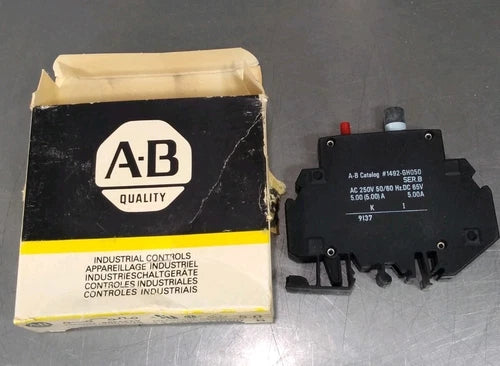 A-B
QUALITY
INDUSTRIAL CONTROLS
APPAREILLAGE INDUSTRIEL
INDUSTRIESCHALTGERÄTE
CONTROLES INDUSTRIALES
CONTROLES INDUSTRIAIS
A-B
A-B Catalog #1492-GH050
SER.B
AC 250V 50/60 Hz.DC 65V
5.00 (5.00) A 5.00A
K 1
9137